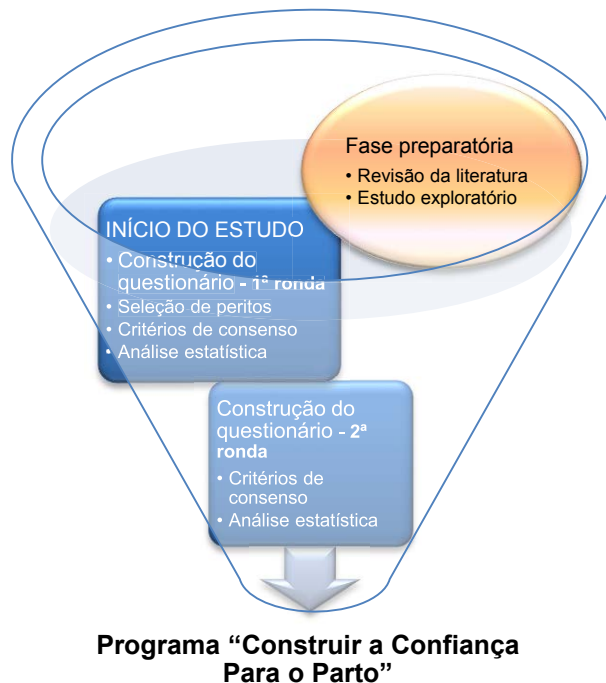 Fase preparatória
• Revisão da literatura
• Estudo exploratório
INÍCIO DO ESTUDO
• Construção do
questionário - 1ª ronda
• Seleção de peritos
• Critérios de consenso
• Análise estatística
Construção do
questionário - 2ª
ronda
• Critérios de
consenso
• Análise estatística
Programa “Construir a Confiança
Para o Parto”